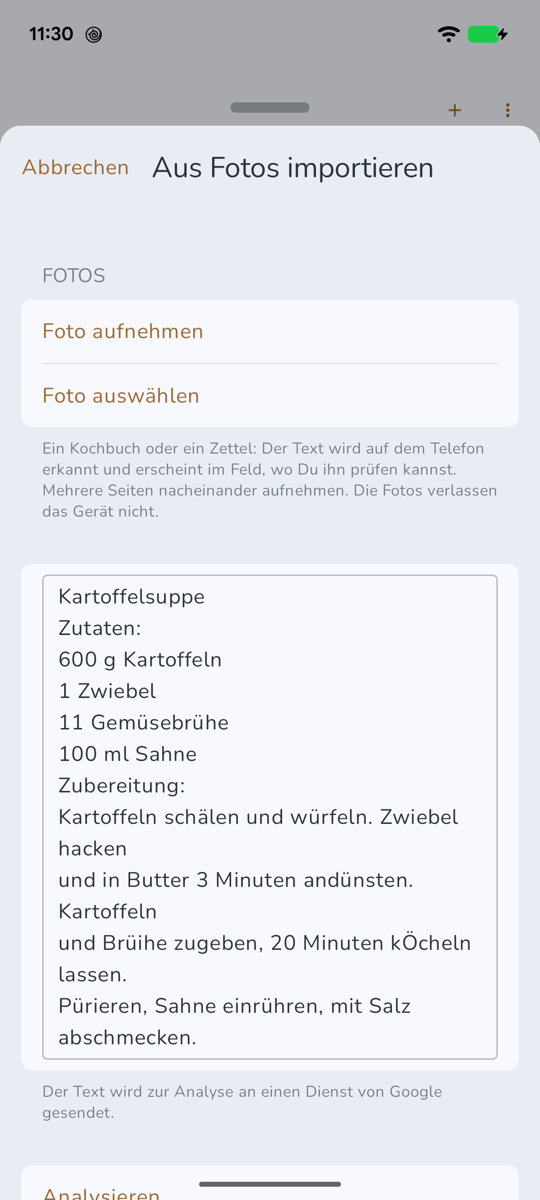 11:30
Abbrechen
Aus Fotos importieren
FOTOS
Foto aufnehmen
Foto auswählen
Ein Kochbuch oder ein Zettel: Der Text wird auf dem Telefon
erkannt und erscheint im Feld, wo Du ihn prüfen kannst.
Mehrere Seiten nacheinander aufnehmen. Die Fotos verlassen
das Gerät nicht.
Kartoffelsuppe
Zutaten:
600 g Kartoffeln
1 Zwiebel
11 Gemüsebrühe
100 ml Sahne
Zubereitung:
Kartoffeln schälen und würfeln. Zwiebel
hacken
und in Butter 3 Minuten andünsten.
Kartoffeln
und Brüihe zugeben, 20 Minuten kÖcheln
lassen.
Pürieren, Sahne einrühren, mit Salz
abschmecken.
Der Text wird zur Analyse an einen Dienst von Google
gesendet.
Analysieren